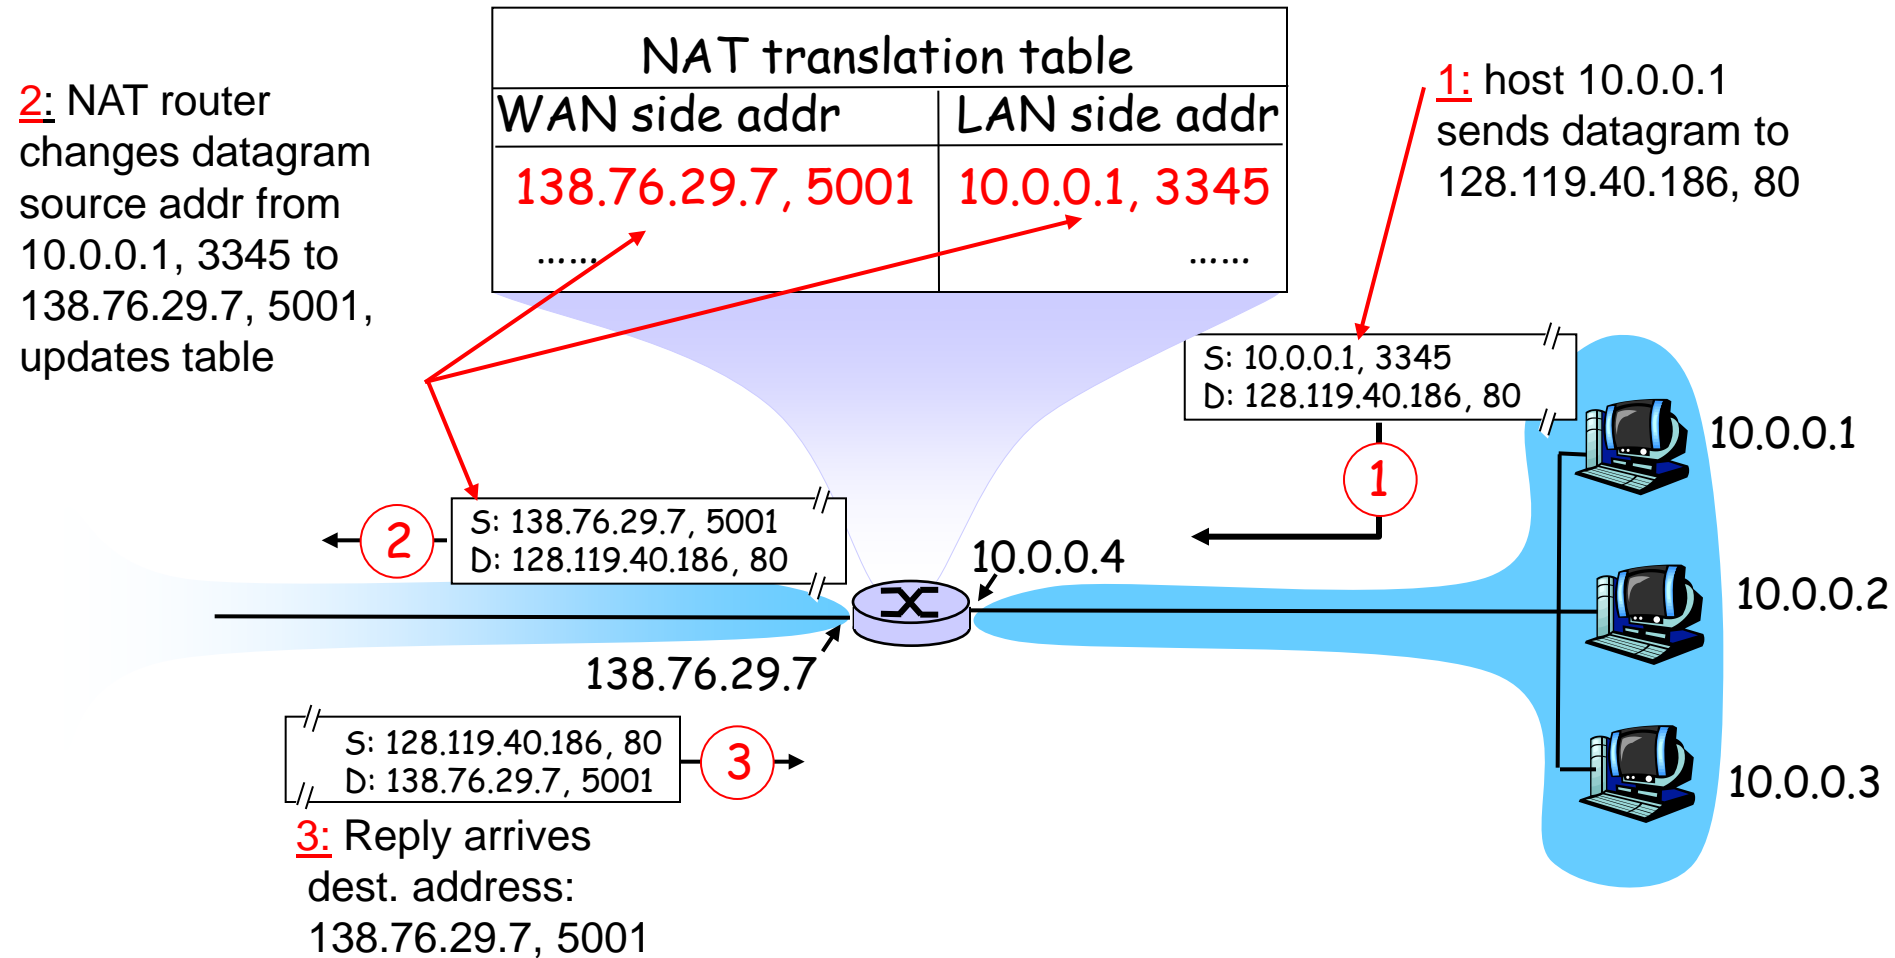 NAT translation table
WAN side addr
LAN side addr
138.76.29.7, 5001
10.0.0.1, 3345
......
......
2: NAT router
changes datagram
source addr from
10.0.0.1, 3345 to
138.76.29.7, 5001,
updates table
1: host 10.0.0.1
sends datagram to
128.119.40.186, 80
S: 10.0.0.1, 3345
D: 128.119.40.186, 80
1
10.0.0.1
S: 138.76.29.7, 5001
D: 128.119.40.186, 80
2
10.0.0.4
10.0.0.2
138.76.29.7
S: 128.119.40.186, 80
D: 138.76.29.7, 5001
3
10.0.0.3
3: Reply arrives
dest. address:
138.76.29.7, 5001